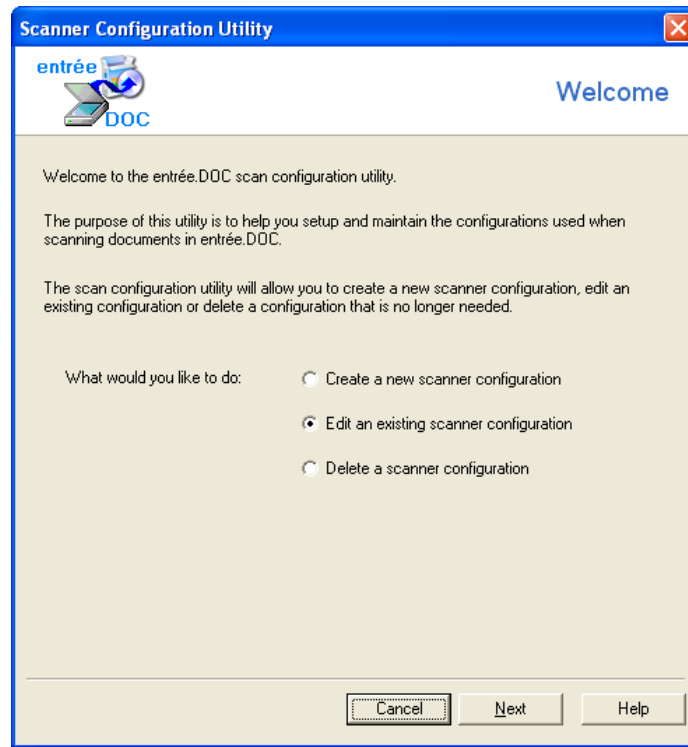 Scanner Configuration Utility
entrée
DOC
Welcome
Welcome to the entrée.DOC scan configuration utility.
The purpose of this utility is to help you setup and maintain the configurations used when
scanning documents in entrée.DOC.
The scan configuration utility will allow you to create a new scanner configuration, edit an
existing configuration or delete a configuration that is no longer needed.
What would you like to do:
Create a new scanner configuration
Edit an existing scanner configuration
Delete a scanner configuration
Cancel
Next
Help